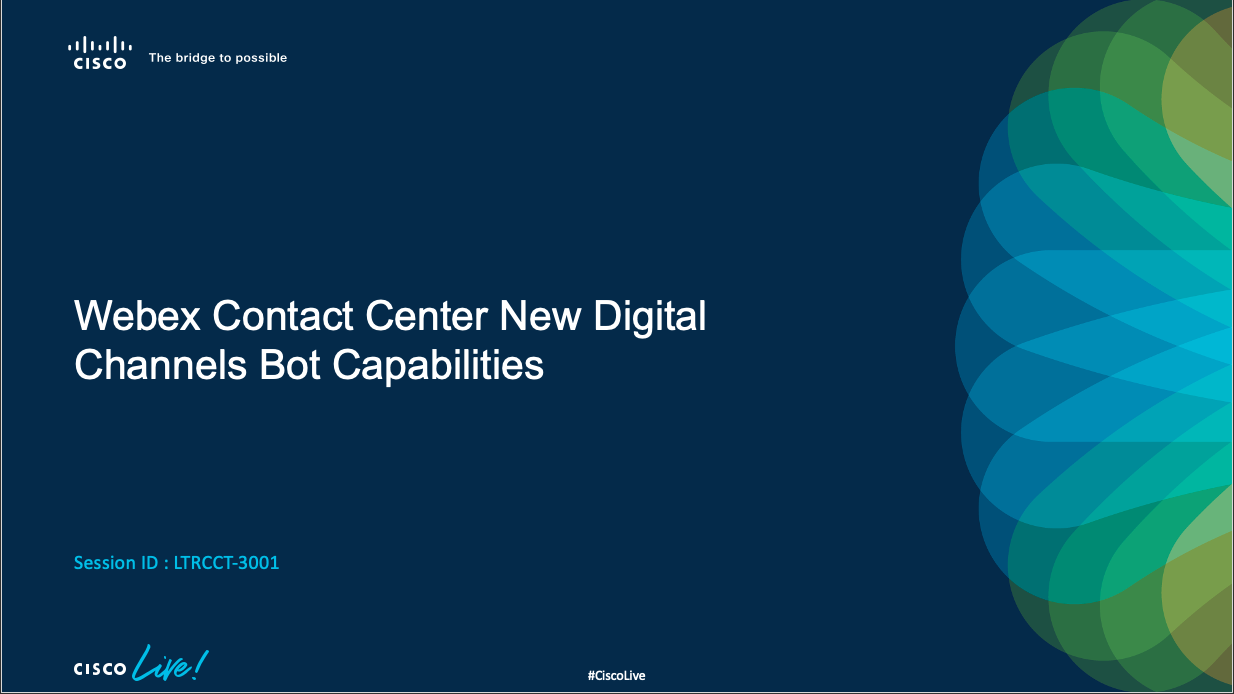 CISCO The bridge to possible
Webex Contact Center New Digital
Channels Bot Capabilities
Session ID : LTRCCT-3001
CISCO Live!
#CiscoLive